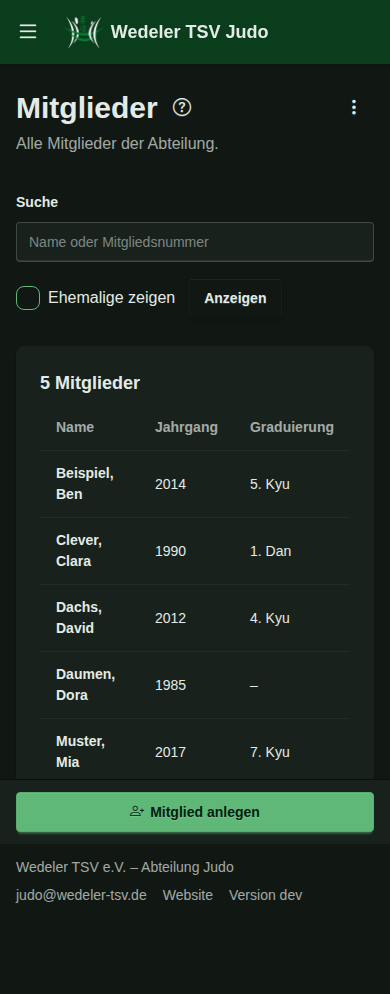 Wedeler TSV Judo
Mitglieder ?
Alle Mitglieder der Abteilung.
Suche
Name oder Mitgliedsnummer
Ehemalige zeigen Anzeigen
5 Mitglieder
Name Jahrgang Graduierung
Beispiel,
Ben 2014 5. Kyu
Clever,
Clara 1990 1. Dan
Dachs,
David 2012 4. Kyu
Daumen,
Dora 1985 –
Muster,
Mia 2017 7. Kyu
Mitglied anlegen
Wedeler TSV e.V. – Abteilung Judo
judo@wedeler-tsv.de Website Version dev